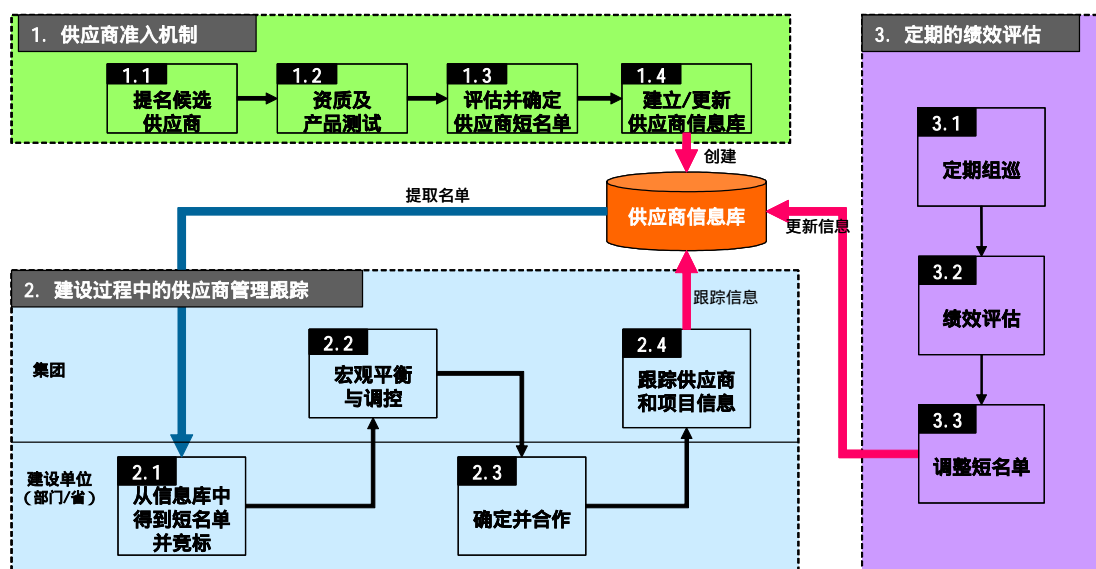 1. 供应商准入机制
1.1
提名候选
供应商
1.2
资质及
产品测试
1.3
评估并确定
供应商短名单
1.4
建立/更新
供应商信息库
创建
供应商信息库
提取名单
更新信息
跟踪信息
2. 建设过程中的供应商管理跟踪
集团
建设单位
（部门/省）
2.1
从信息库中
得到短名单
并竞标
2.2
宏观平衡
与调控
2.3
确定并合作
2.4
跟踪供应商
和项目信息
3. 定期的绩效评估
3.1
定期组巡
3.2
绩效评估
3.3
调整短名单